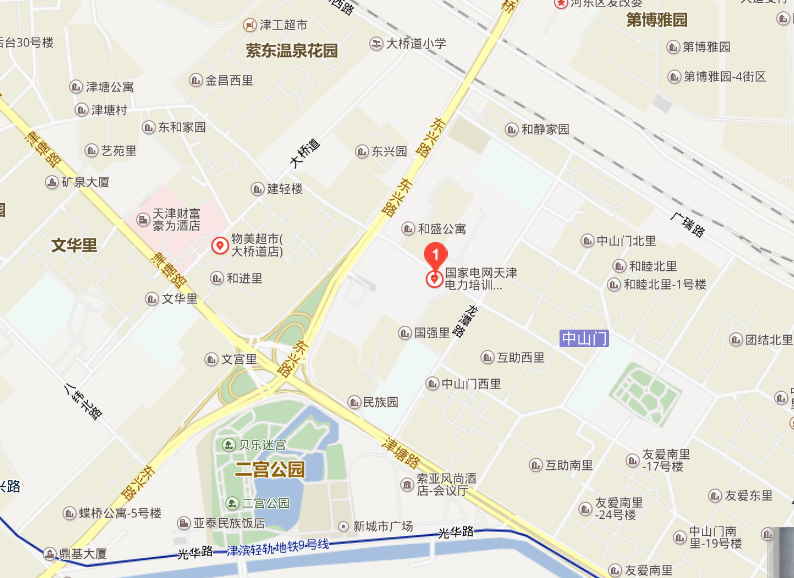 西路
桥
河东区发改委
后台30号楼
津工超市
第博雅园
萘东温泉花园
大桥道小学
第博雅园
金昌西里
第博雅园-4街区
津塘公寓
津塘村
东兴路
东和家园
和静家园
津塘路
艺苑里
大桥道
东兴园
矿泉大厦
东兴路
建轻楼
天津财富
豪为酒店
广瑞路
和盛公寓
物美超市(
大桥道店)
中山门北里
文华里
1
津塘路
和进里
国家电网天津
电力培训...
和睦北里
和睦北里-1号楼
文华里
龙潭路
国强里
中山门
团结北里
东兴路
文宫里
互助西里
八纬北路
中山门西里
民族园
贝乐迷宫
津塘路
二宫公园
友爱南里
-17号楼
东兴路
互助南里
索亚风尚酒
店-会议厅
友爱东里
二宫公园
蝶桥公寓-5号楼
亚泰民族饭店
新城市广场
友爱南里
-24号楼
光华路
中山门南
里-19号楼
鼎基大厦
光华路
津滨轻轨地铁9号线
友爱南里